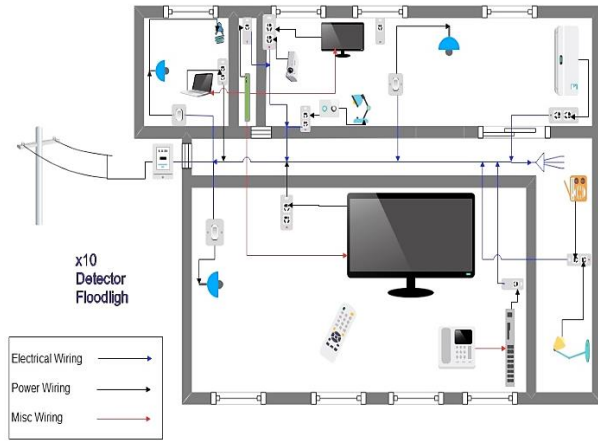 x10
Detector
Floodligh
Electrical Wiring
Power Wiring
Misc Wiring